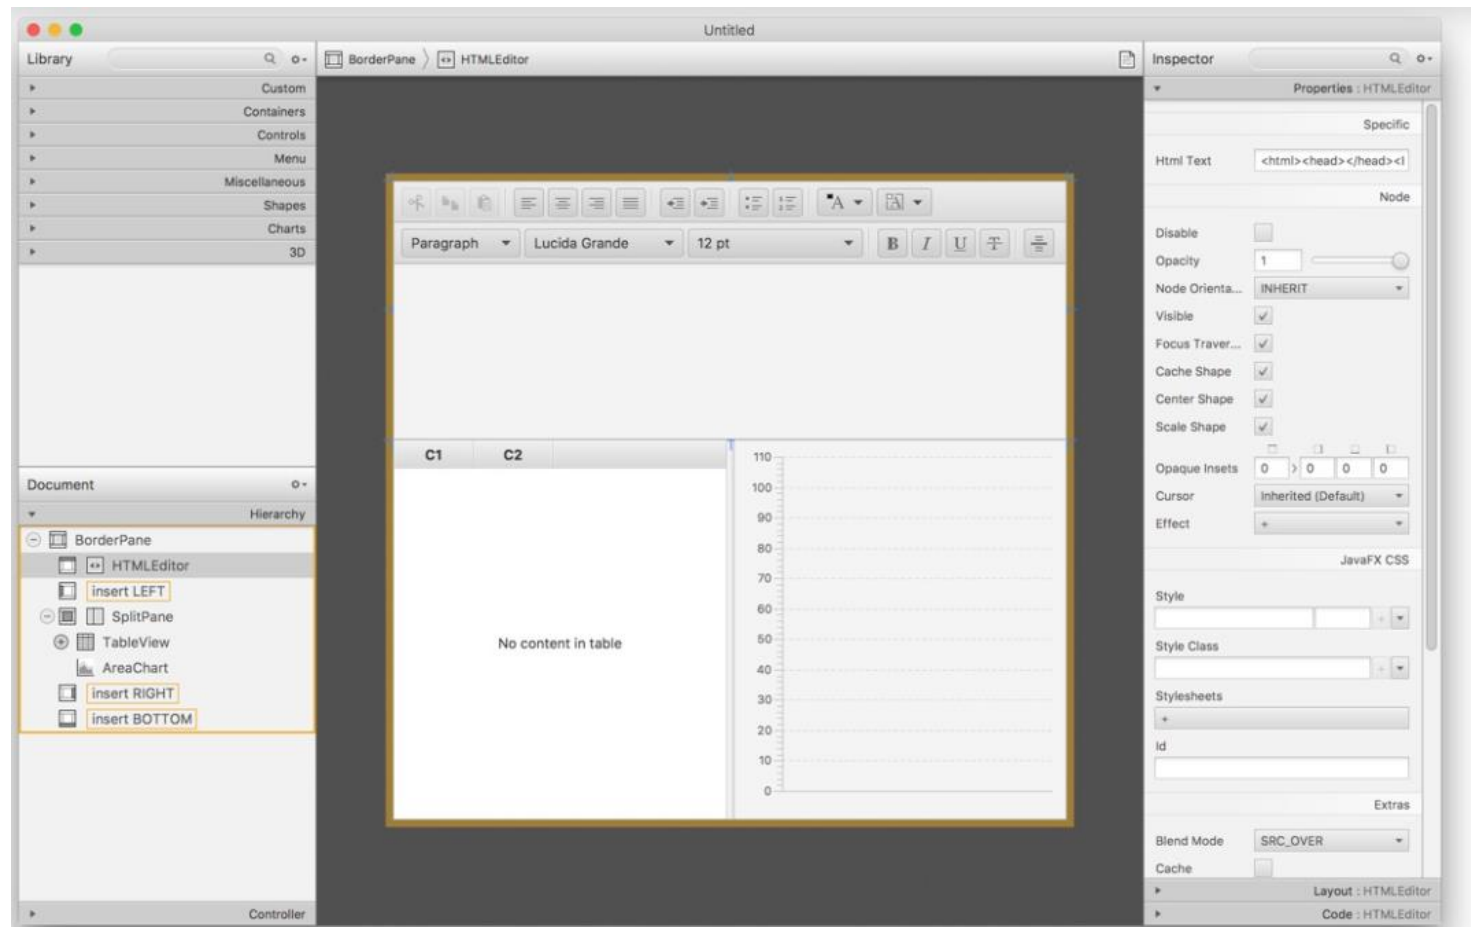 Untitled
Library
Custom
Containers
Controls
Menu
Miscellaneous
Shapes
Charts
3D
Document
Hierarchy
BorderPane
HTMLEditor
insert LEFT
SplitPane
TableView
AreaChart
insert RIGHT
insert BOTTOM
Controller
BorderPane HTMLEditor
A A
Paragraph Lucida Grande 12 pt B I U T
C1 C2
No content in table
110
100
90
80
70
60
50
40
30
20
10
0
Inspector
Properties : HTMLEditor
Specific
Html Text <html><head></head><
Node
Disable
Opacity 1
Node Orienta... INHERIT
Visible
Focus Traver...
Cache Shape
Center Shape
Scale Shape
Opaque Insets 0 0 0 0
Cursor Inherited (Default)
Effect +
JavaFX CSS
Style
+
Style Class
+
Stylesheets
+
Id
Extras
Blend Mode SRC_OVER
Cache
Layout : HTMLEditor
Code : HTMLEditor